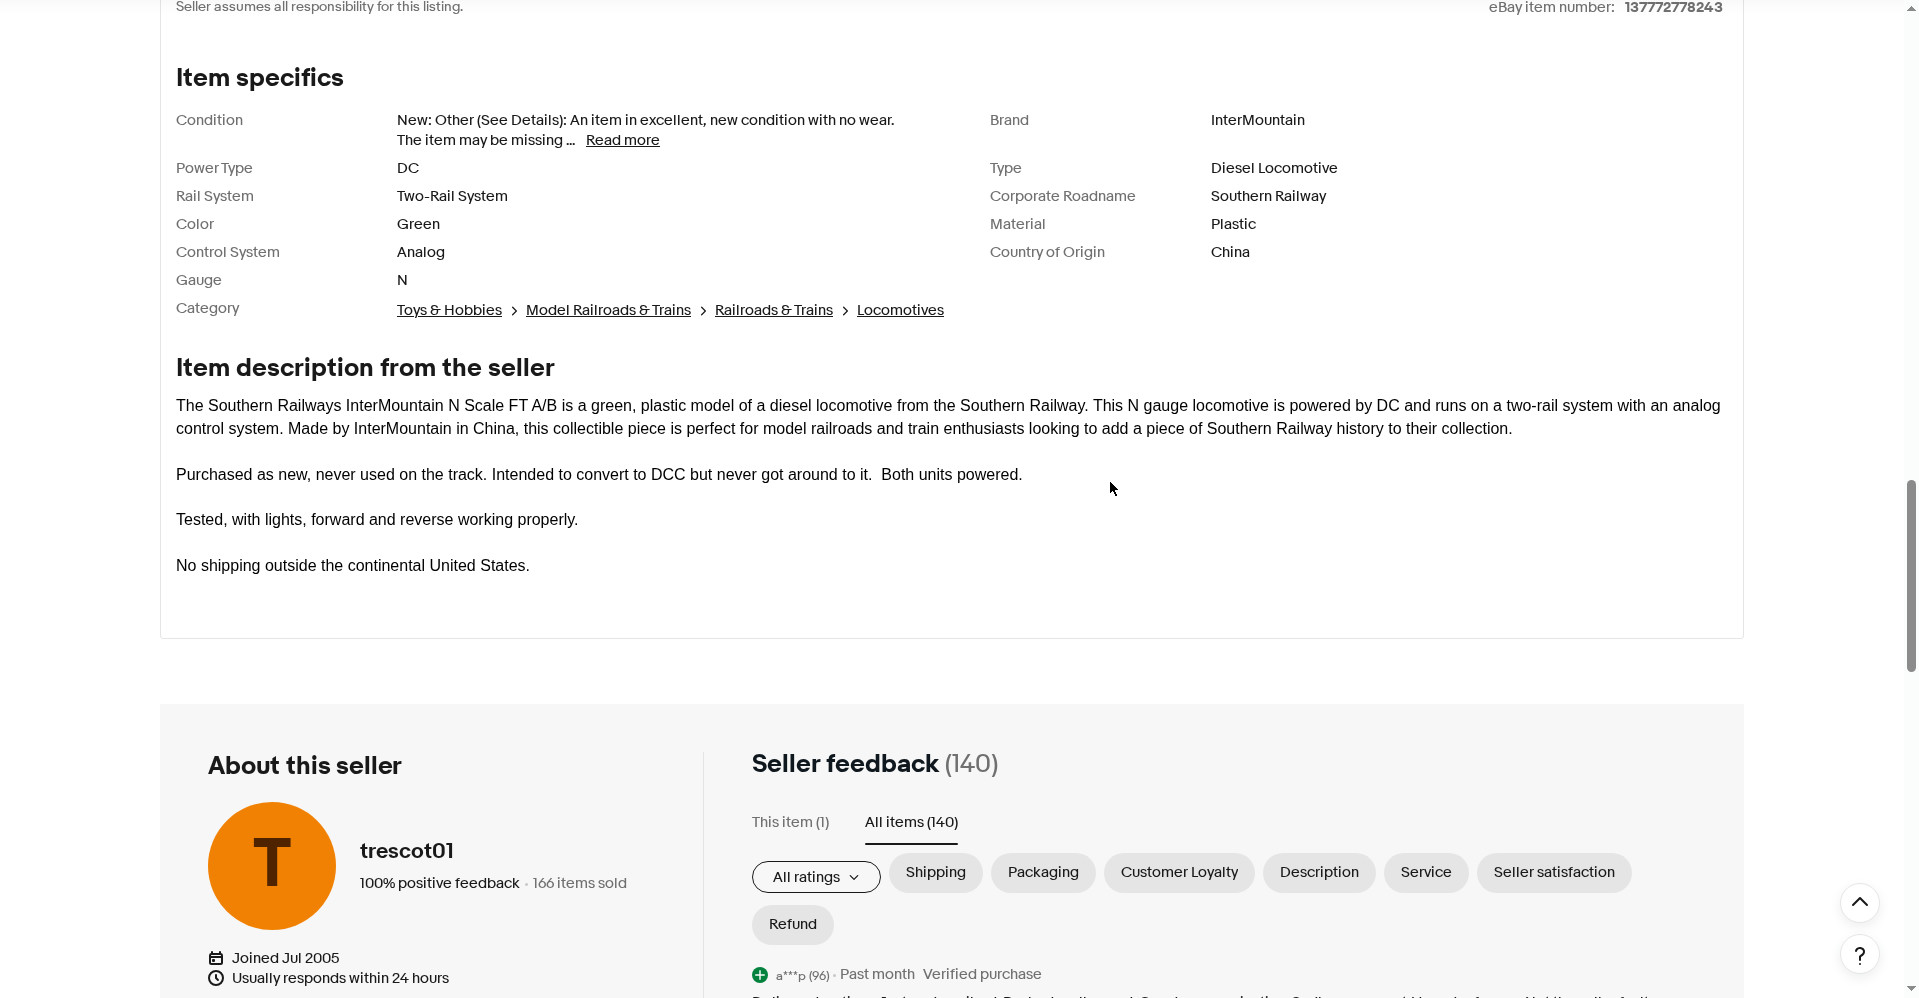 Seller assumes all responsibility for this listing.
eBay item number: 137772778243
Item specifics
Condition
New: Other (See Details): An item in excellent, new condition with no wear.
The item may be missing ... Read more
Brand
InterMountain
Power Type
DC
Type
Diesel Locomotive
Rail System
Two-Rail System
Corporate Roadname
Southern Railway
Color
Green
Material
Plastic
Control System
Analog
Country of Origin
China
Gauge
N
Category
Toys & Hobbies > Model Railroads & Trains > Railroads & Trains > Locomotives
Item description from the seller
The Southern Railways InterMountain N Scale FT A/B is a green, plastic model of a diesel locomotive from the Southern Railway. This N gauge locomotive is powered by DC and runs on a two-rail system with an analog
control system. Made by InterMountain in China, this collectible piece is perfect for model railroads and train enthusiasts looking to add a piece of Southern Railway history to their collection.
Purchased as new, never used on the track. Intended to convert to DCC but never got around to it.  Both units powered.
Tested, with lights, forward and reverse working properly.
No shipping outside the continental United States.
About this seller
T
trescot01
100% positive feedback · 166 items sold
Joined Jul 2005
Usually responds within 24 hours
Seller feedback (140)
This item (1)
All items (140)
All ratings
Shipping
Packaging
Customer Loyalty
Description
Service
Seller satisfaction
Refund
a***p (96) · Past month
Verified purchase
?